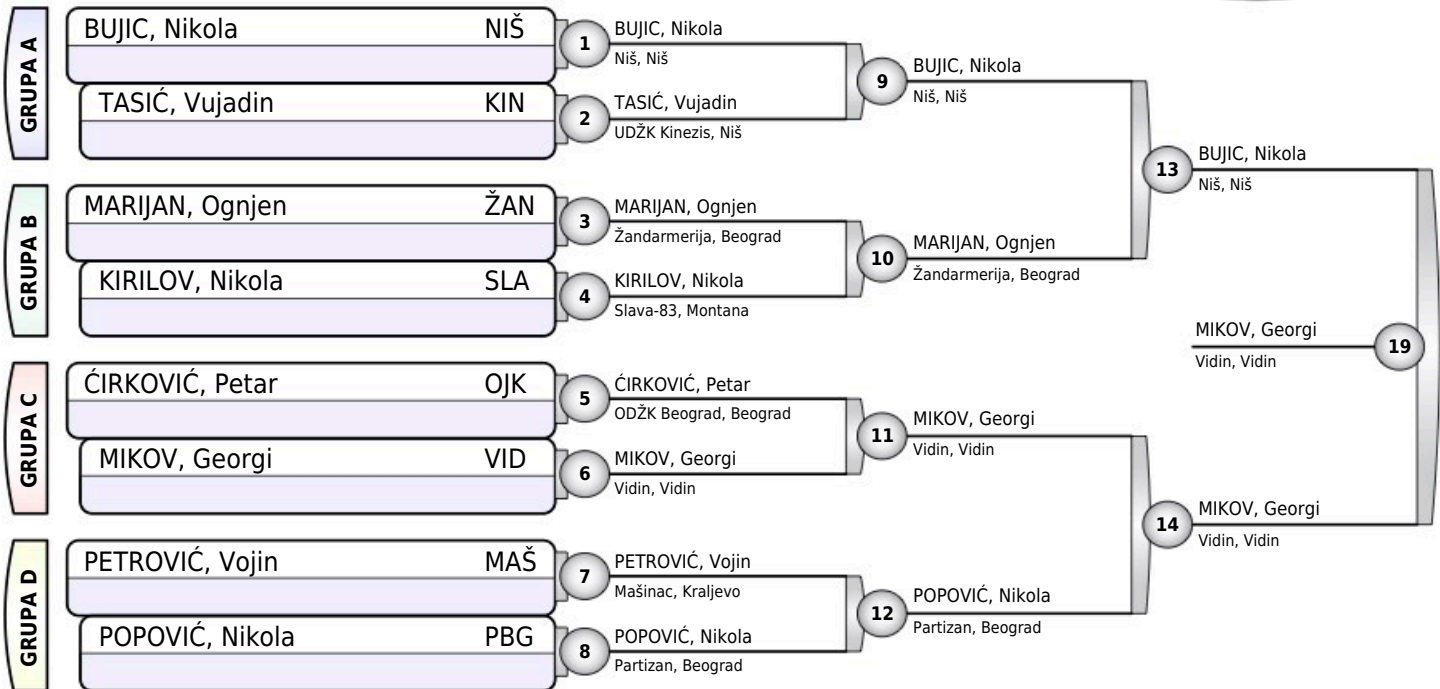 GRUPA A
BUJIC, Nikola NIŠ
TASIĆ, Vujadin KIN
GRUPA B
MARIJAN, Ognjen ŽAN
KIRILOV, Nikola SLA
GRUPA C
ĆIRKOVIĆ, Petar OJK
MIKOV, Georgi VID
GRUPA D
PETROVIĆ, Vojin MAŠ
POPOVIĆ, Nikola PBG
1
BUJIC, Nikola
Niš, Niš
2
TASIĆ, Vujadin
UDŽK Kinezis, Niš
3
MARIJAN, Ognjen
Žandarmerija, Beograd
4
KIRILOV, Nikola
Slava-83, Montana
5
ĆIRKOVIĆ, Petar
ODŽK Beograd, Beograd
6
MIKOV, Georgi
Vidin, Vidin
7
PETROVIĆ, Vojin
Mašinac, Kraljevo
8
POPOVIĆ, Nikola
Partizan, Beograd
9
BUJIC, Nikola
Niš, Niš
10
MARIJAN, Ognjen
Žandarmerija, Beograd
11
MIKOV, Georgi
Vidin, Vidin
12
POPOVIĆ, Nikola
Partizan, Beograd
13
BUJIC, Nikola
Niš, Niš
14
MIKOV, Georgi
Vidin, Vidin
MIKOV, Georgi
Vidin, Vidin
19